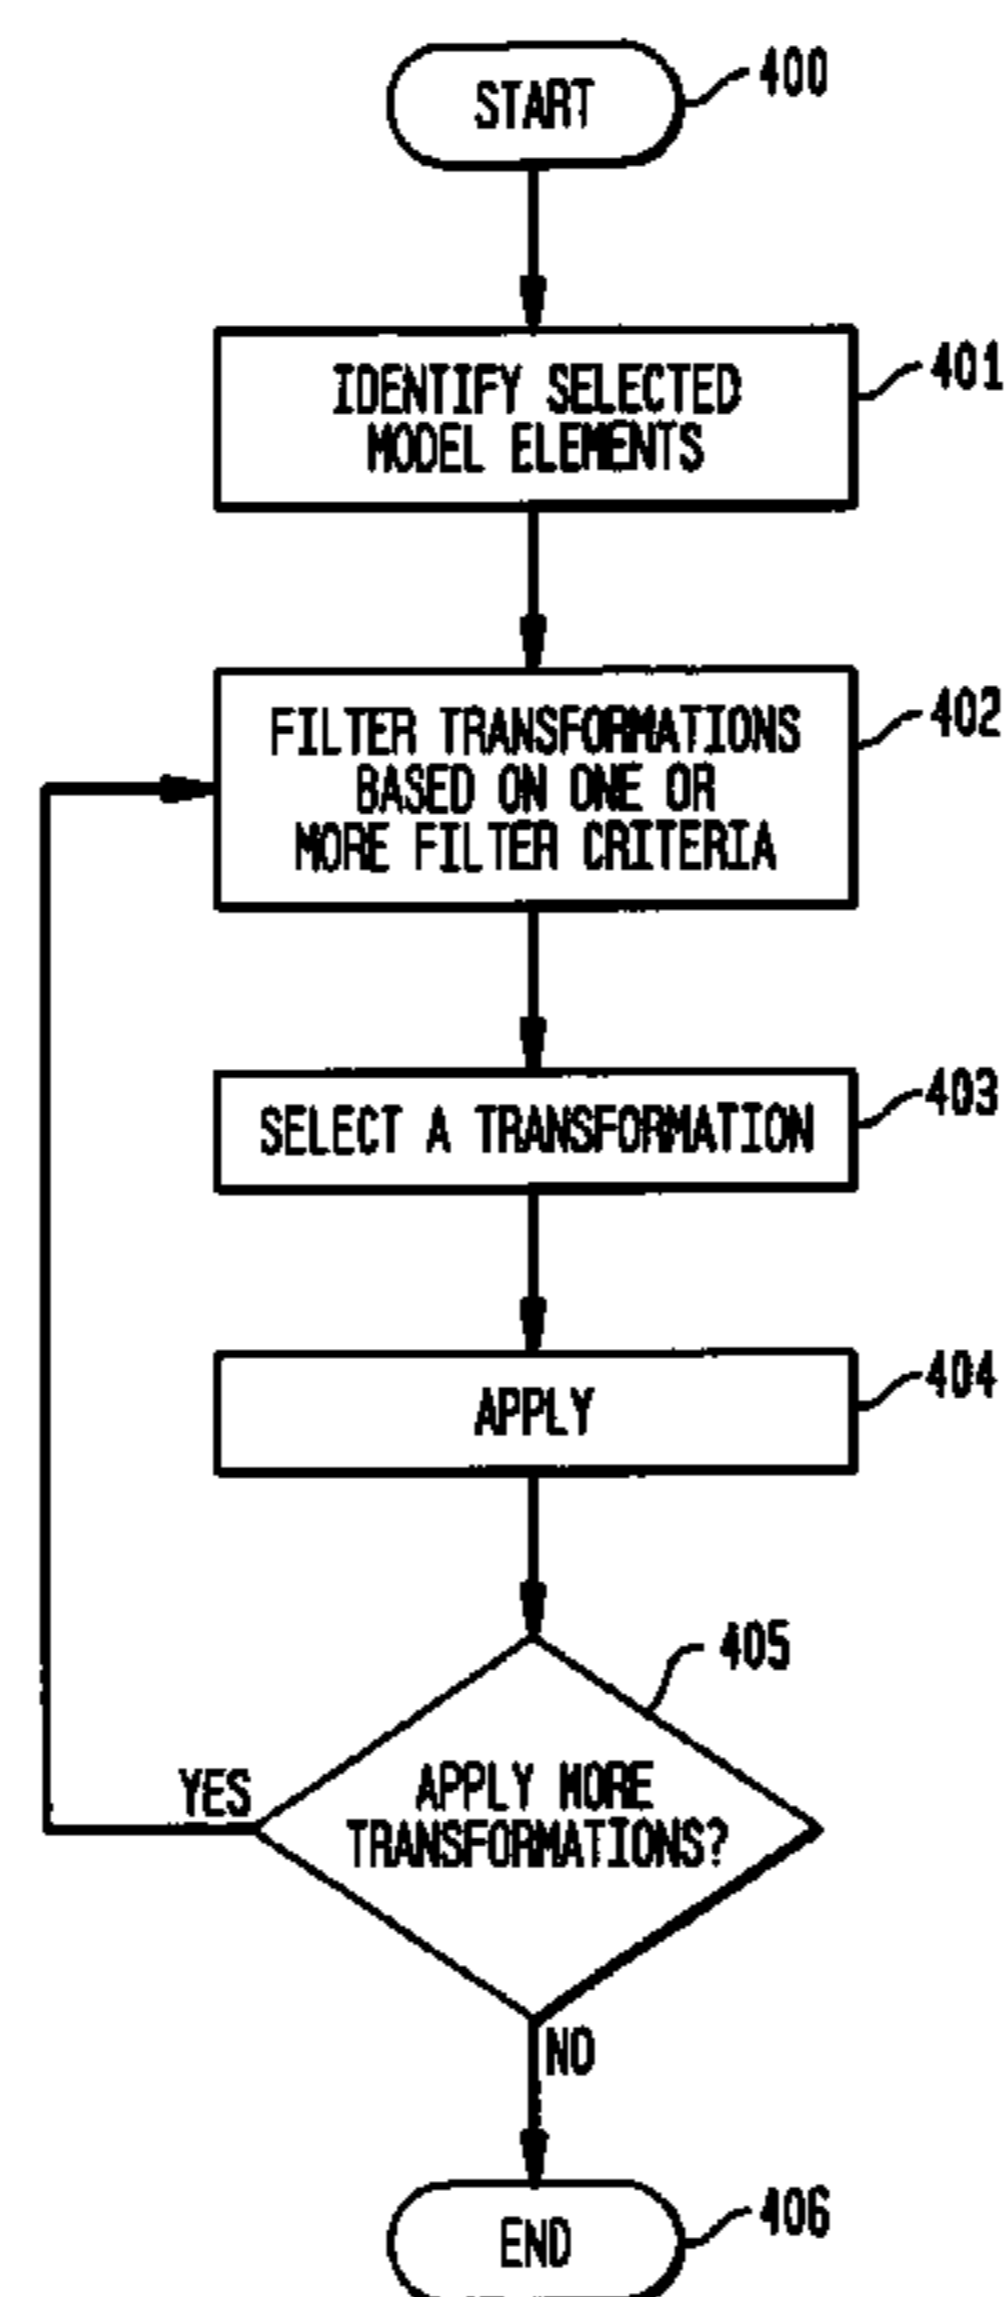 START
400
IDENTIFY SELECTED
MODEL ELEMENTS
401
FILTER TRANSFORMATIONS
BASED ON ONE OR
MORE FILTER CRITERIA
402
SELECT A TRANSFORMATION
403
APPLY
404
405
APPLY MORE
TRANSFORMATIONS?
YES
NO
END
406